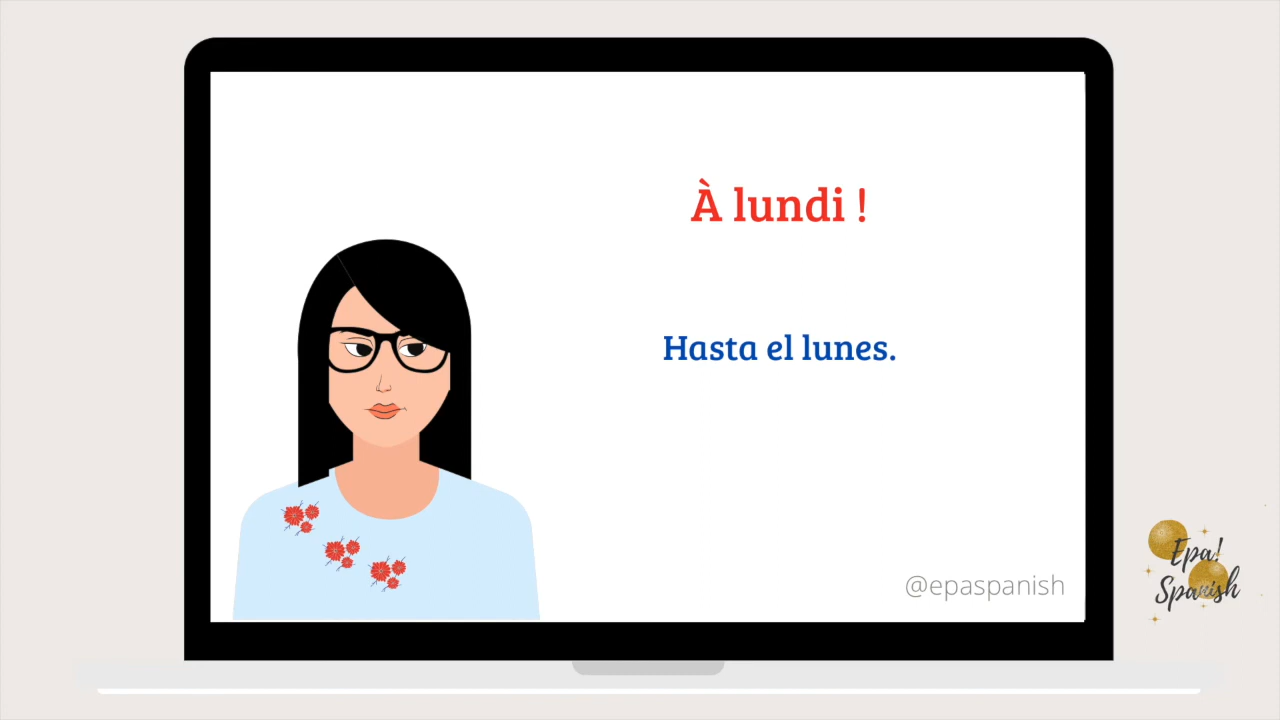 À lundi !
Hasta el lunes.
@epaspanish
Epa!
Spanish